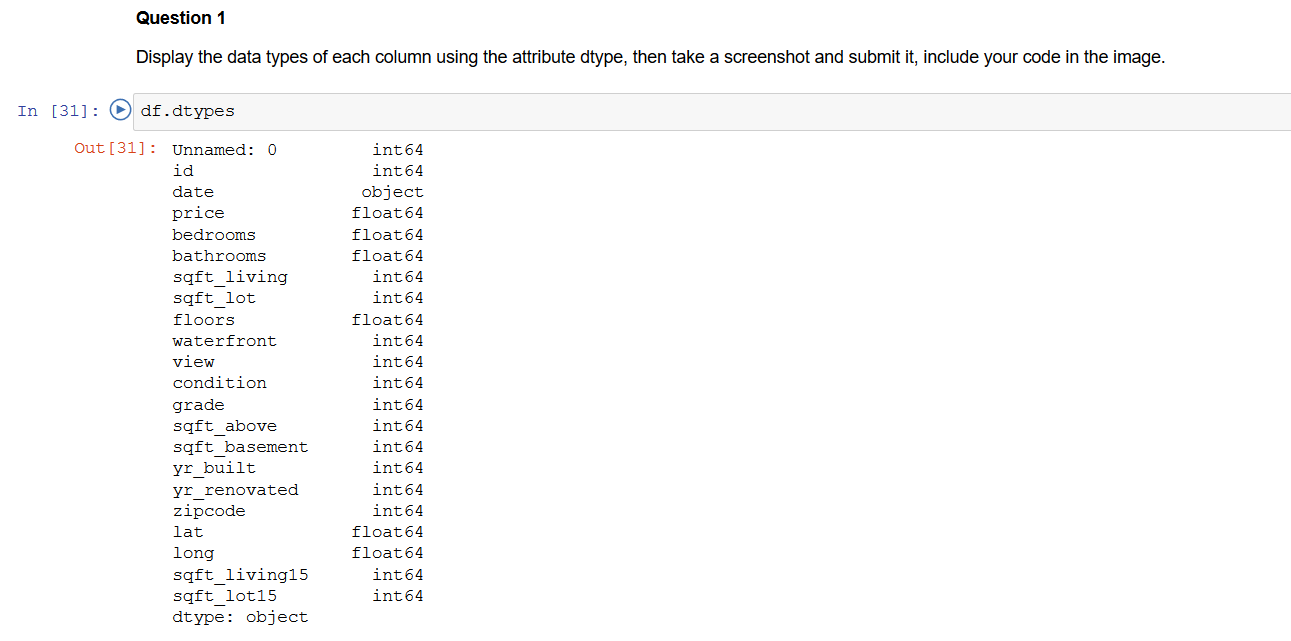 Question 1
Display the data types of each column using the attribute dtype, then take a screenshot and submit it, include your code in the image.
In [31]: df.dtypes
Out[31]: Unnamed: 0 int64
id int64
date object
price float64
bedrooms float64
bathrooms float64
sqft_living int64
sqft_lot int64
floors float64
waterfront int64
view int64
condition int64
grade int64
sqft_above int64
sqft_basement int64
yr_built int64
yr_renovated int64
zipcode int64
lat float64
long float64
sqft_living15 int64
sqft_lot15 int64
dtype: object